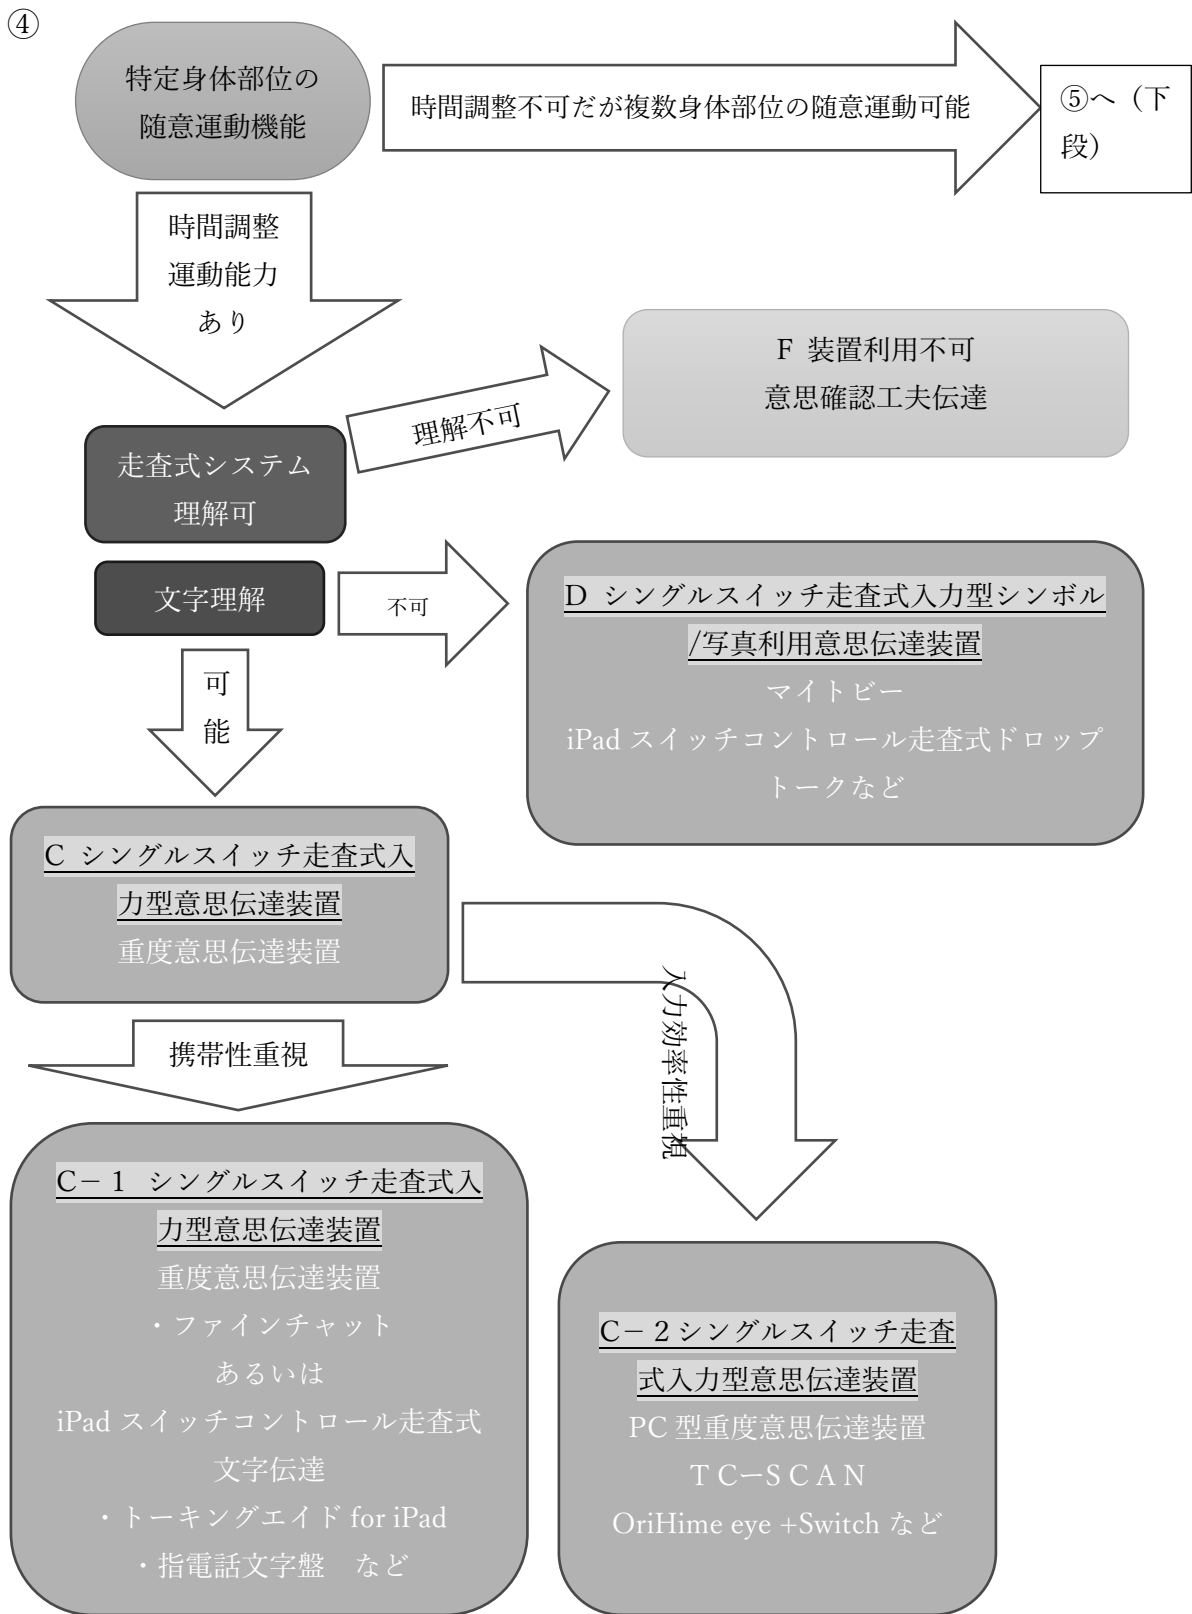 ④
特定身体部位の
随意運動機能
時間調整不可だが複数身体部位の随意運動可能
⑤へ（下
段）
時間調整
運動能力
あり
F 装置利用不可
意思確認工夫伝達
理解不可
走査式システム
理解可
文字理解
不可
D シングルスイッチ走査式入力型シンボル
/写真利用意思伝達装置
マイトビー
iPad スイッチコントロール走査式ドロップ
トークなど
可
能
C シングルスイッチ走査式入
力型意思伝達装置
重度意思伝達装置
入力効率性重視
携帯性重視
C－１ シングルスイッチ走査式入
力型意思伝達装置
重度意思伝達装置
・ファインチャット
あるいは
iPad スイッチコントロール走査式
文字伝達
・トーキングエイド for iPad
・指電話文字盤　など
C－２シングルスイッチ走査
式入力型意思伝達装置
PC 型重度意思伝達装置
ＴＣーＳＣＡＮ
OriHime eye +Switch など